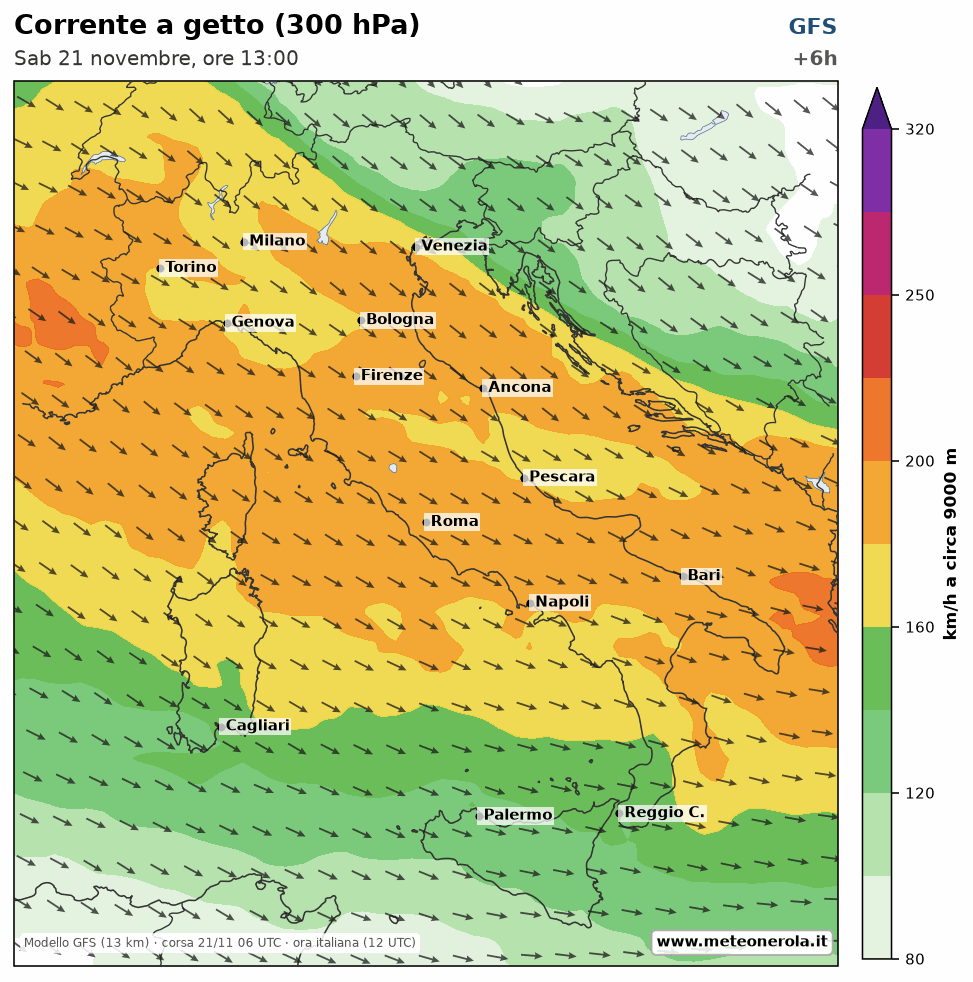 Corrente a getto (300 hPa)
GFS
Sab 21 novembre, ore 13:00
+6h
320
Milano
Venezia
Torino
250
Genova
Bologna
Firenze
Ancona
200
Pescara
km/h a circa 9000 m
Roma
Bari
Napoli
160
Cagliari
120
Palermo
Reggio C.
Modello GFS (13 km) · corsa 21/11 06 UTC · ora italiana (12 UTC)
www.meteonerola.it
80